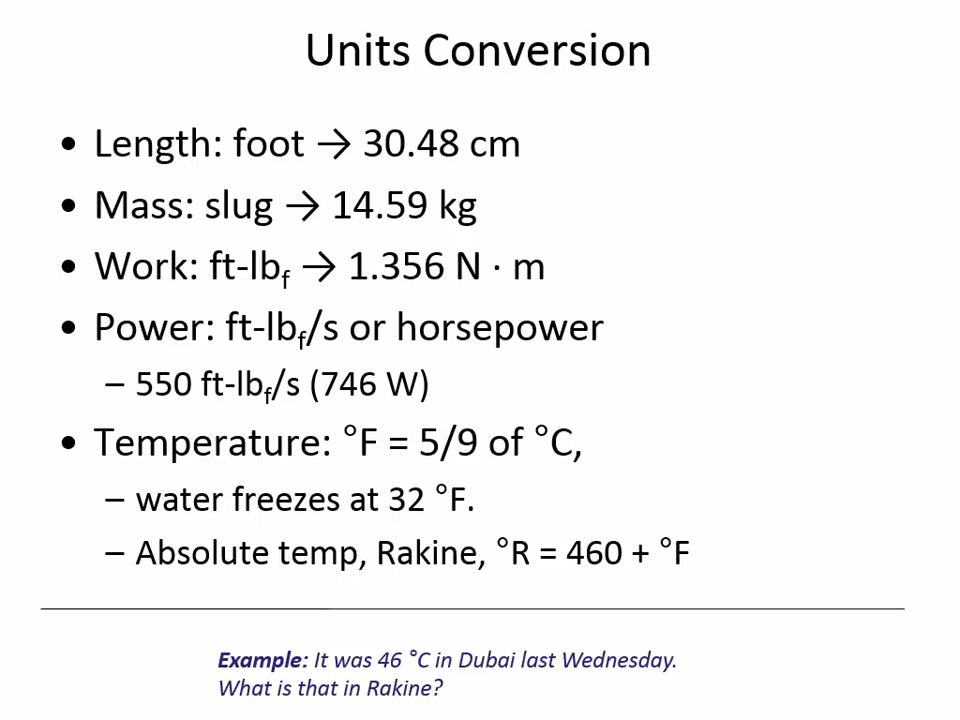 Units Conversion
• Length: foot → 30.48 cm
• Mass: slug → 14.59 kg
• Work: ft-lbf → 1.356 N · m
• Power: ft-lbf/s or horsepower
– 550 ft-lbf/s (746 W)
• Temperature: °F = 5/9 of °C,
– water freezes at 32 °F.
– Absolute temp, Rakine, °R = 460 + °F
Example: It was 46 °C in Dubai last Wednesday.
What is that in Rakine?